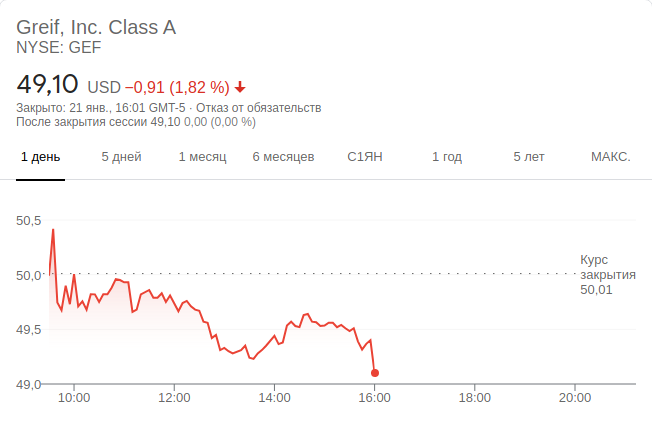 Greif, Inc. Class A
NYSE: GEF
49,10 USD −0,91 (1,82 %)
Закрыто: 21 янв., 16:01 GMT-5 · Отказ от обязательств
После закрытия сессии 49,10 0,00 (0,00 %)
1 день 5 дней 1 месяц 6 месяцев С1ЯН 1 год 5 лет МАКС.
50,5
50,0
49,5
49,0
Курс
закрытия
50,01
10:00 12:00 14:00 16:00 18:00 20:00